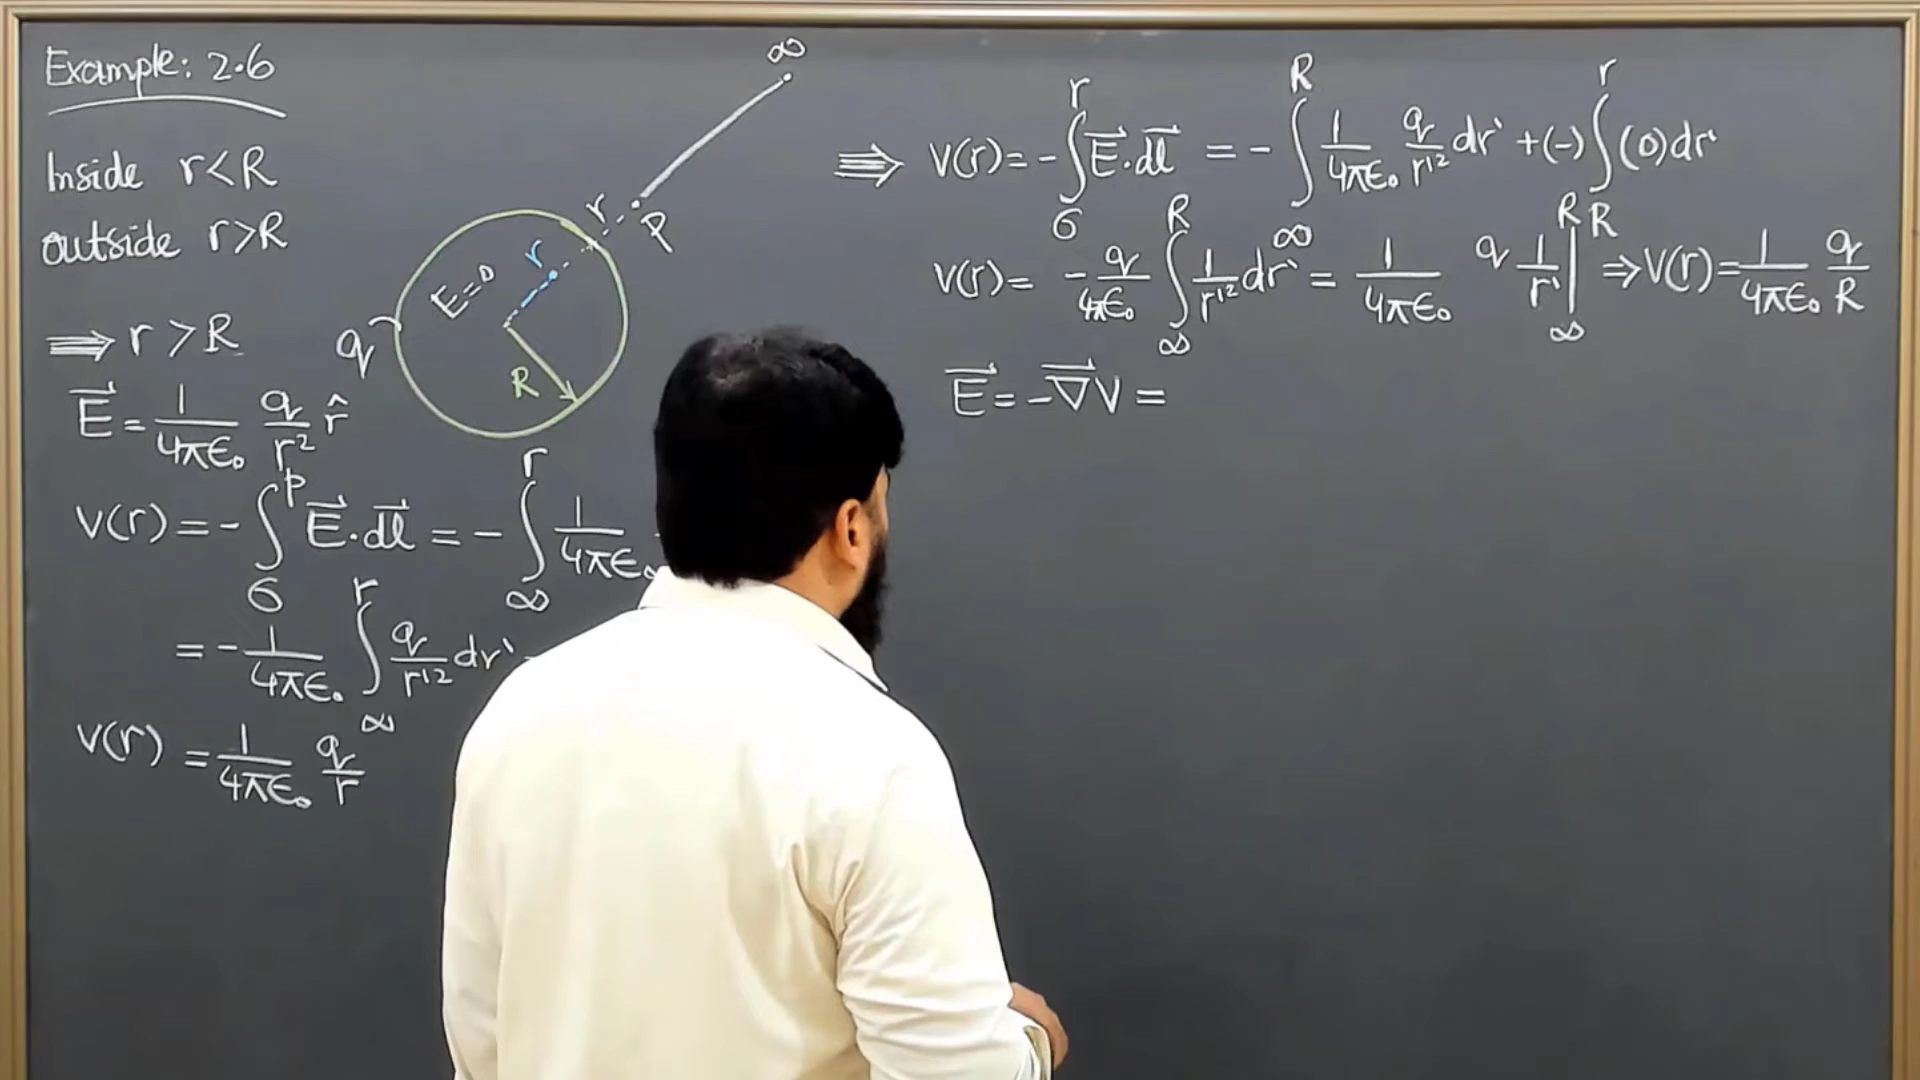 Example: 2.6
Inside r<R
outside r>R
⇛ r > R
E⃗ = 1/4πϵ₀ q/r² r̂
V(r) = - ∫_O^P E⃗.dl⃗ = - ∫_∞^r 1/4πϵ₀
= - 1/4πϵ₀ ∫_∞^r q/r'² dr'
V(r) = 1/4πϵ₀ q/r
∞
r
P
r
E=0
q
R
⇛ V(r) = - ∫_O^r E⃗.dl⃗ = - ∫_∞^R 1/4πϵ₀ q/r'² dr' + (-) ∫_R^r (0) dr'
V(r) = -q/4πϵ₀ ∫_∞^R 1/r'² dr' = 1/4πϵ₀ q 1/r' |_∞^R ⇒ V(r) = 1/4πϵ₀ q/R
E⃗ = -∇⃗V =